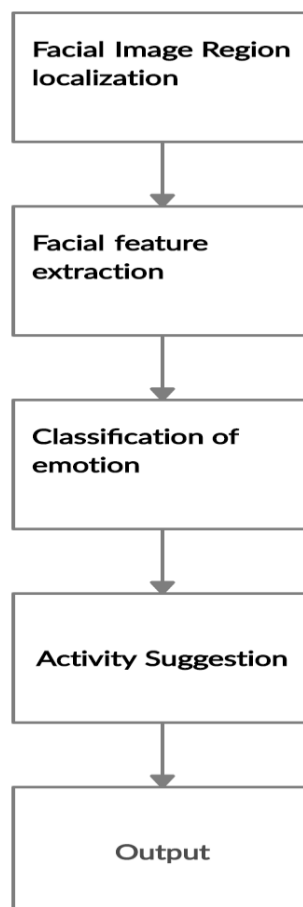 Facial Image Region
localization
Facial feature
extraction
Classification of
emotion
Activity Suggestion
Output